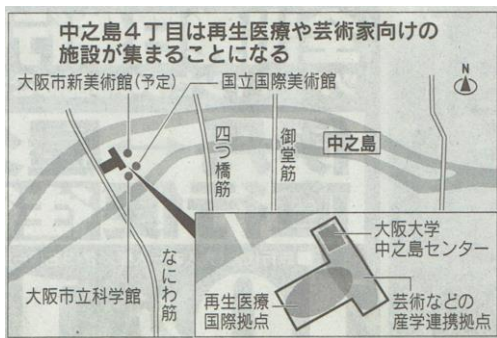 中之島4丁目は再生医療や芸術家向けの
施設が集まることになる
大阪市新美術館(予定)
国立国際美術館
N
四つ橋筋
御堂筋
中之島
なにわ筋
大阪市立科学館
大阪大学
中之島センター
再生医療
国際拠点
芸術などの
産学連携拠点